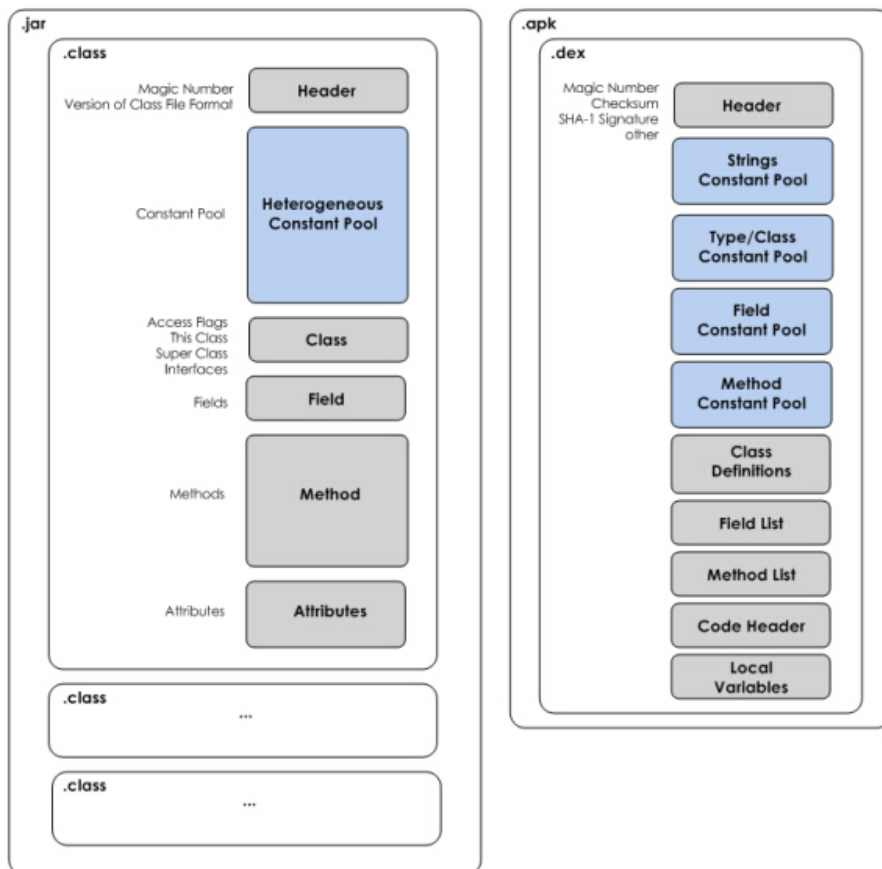 .jar
.class
Magic Number
Version of Class File Format
Header
Constant Pool
Heterogeneous
Constant Pool
Access Flags
This Class
Super Class
Interfaces
Class
Fields
Field
Methods
Method
Attributes
Attributes
.class
...
.class
...
.apk
.dex
Magic Number
Checksum
SHA-1 Signature
other
Header
Strings
Constant Pool
Type/Class
Constant Pool
Field
Constant Pool
Method
Constant Pool
Class
Definitions
Field List
Method List
Code Header
Local
Variables